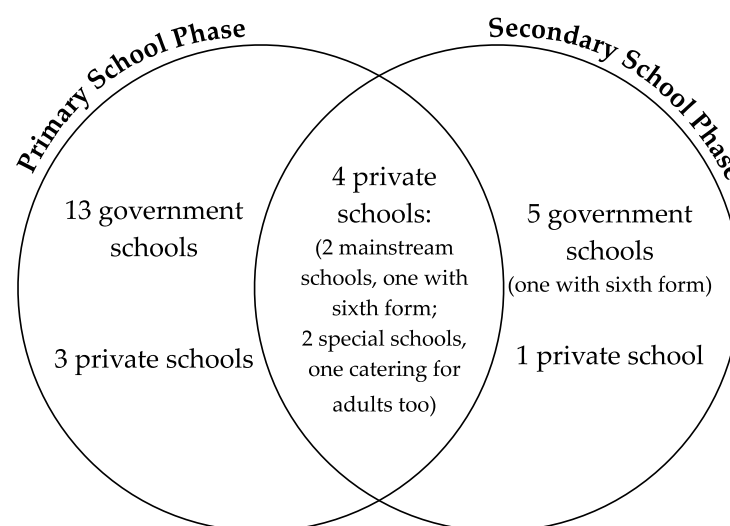 Primary School Phase
Secondary School Phase
13 government
schools
3 private schools
4 private
schools:
(2 mainstream
schools, one with
sixth form;
2 special schools,
one catering for
adults too)
5 government
schools
(one with sixth form)
1 private school